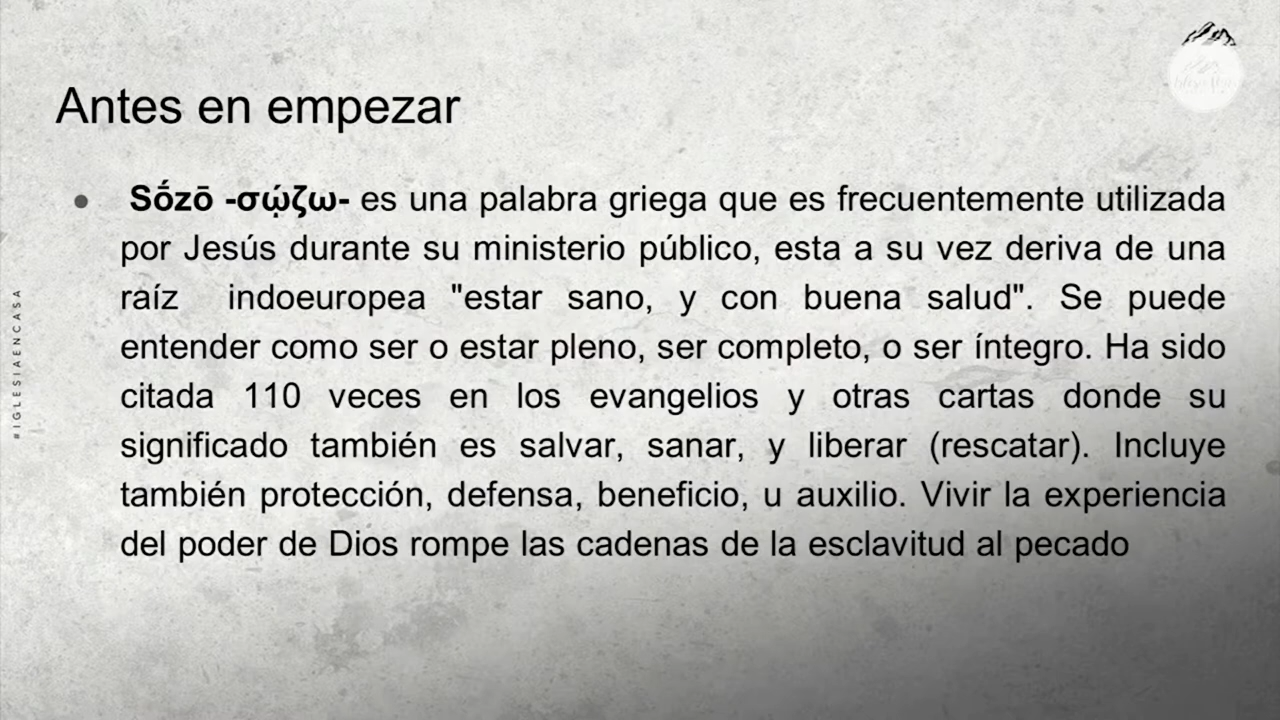 Antes en empezar
● Sṓzō -σῴζω- es una palabra griega que es frecuentemente utilizada
por Jesús durante su ministerio público, esta a su vez deriva de una
raíz indoeuropea "estar sano, y con buena salud". Se puede
entender como ser o estar pleno, ser completo, o ser íntegro. Ha sido
citada 110 veces en los evangelios y otras cartas donde su
significado también es salvar, sanar, y liberar (rescatar). Incluye
también protección, defensa, beneficio, u auxilio. Vivir la experiencia
del poder de Dios rompe las cadenas de la esclavitud al pecado
#IGLESIAENCASA